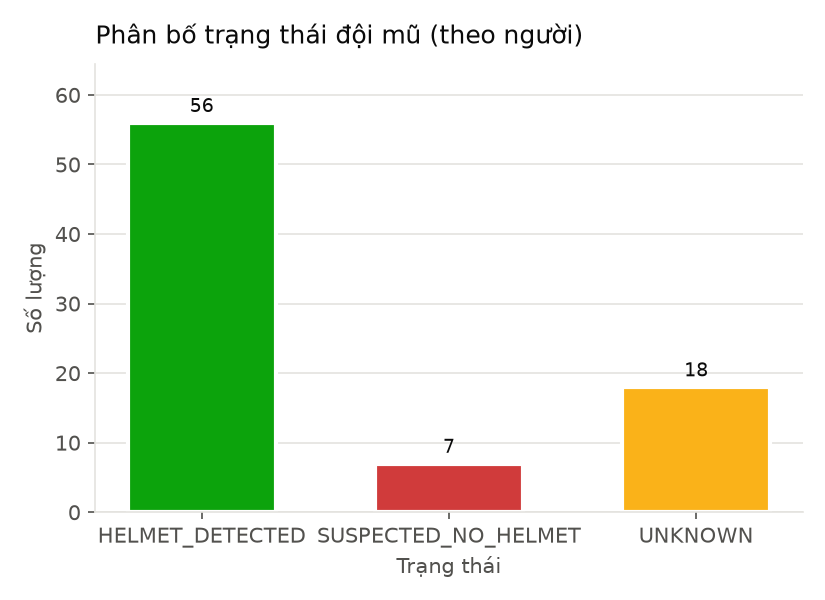 Phân bố trạng thái đội mũ (theo người)
60
50
40
30
20
10
0
Số lượng
56
7
18
HELMET_DETECTED
SUSPECTED_NO_HELMET
UNKNOWN
Trạng thái